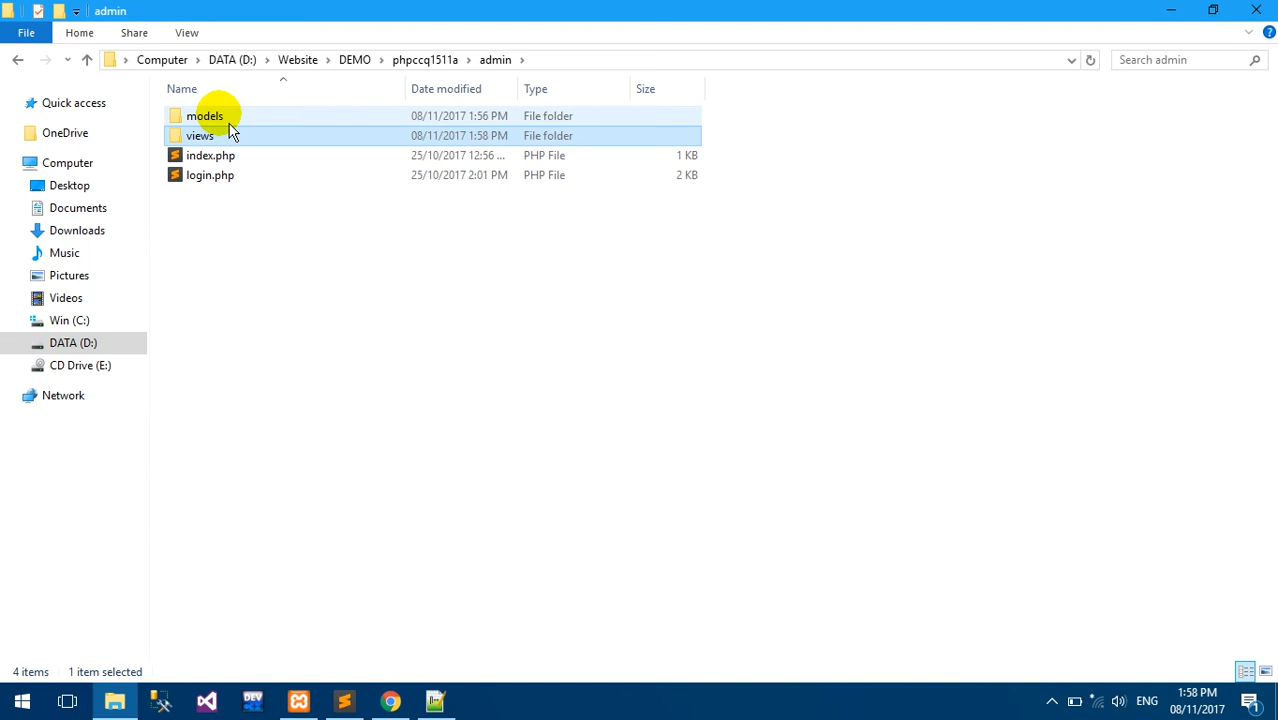 admin
File Home Share View
Computer DATA (D:) Website DEMO phpccq1511a admin Search admin
Name Date modified Type Size
Quick access
OneDrive
Computer
Desktop
Documents
Downloads
Music
Pictures
Videos
Win (C:)
DATA (D:)
CD Drive (E:)
Network
models 08/11/2017 1:56 PM File folder
views 08/11/2017 1:58 PM File folder
index.php 25/10/2017 12:56 ... PHP File 1 KB
login.php 25/10/2017 2:01 PM PHP File 2 KB
4 items 1 item selected
DEV
ENG
1:58 PM
08/11/2017
1